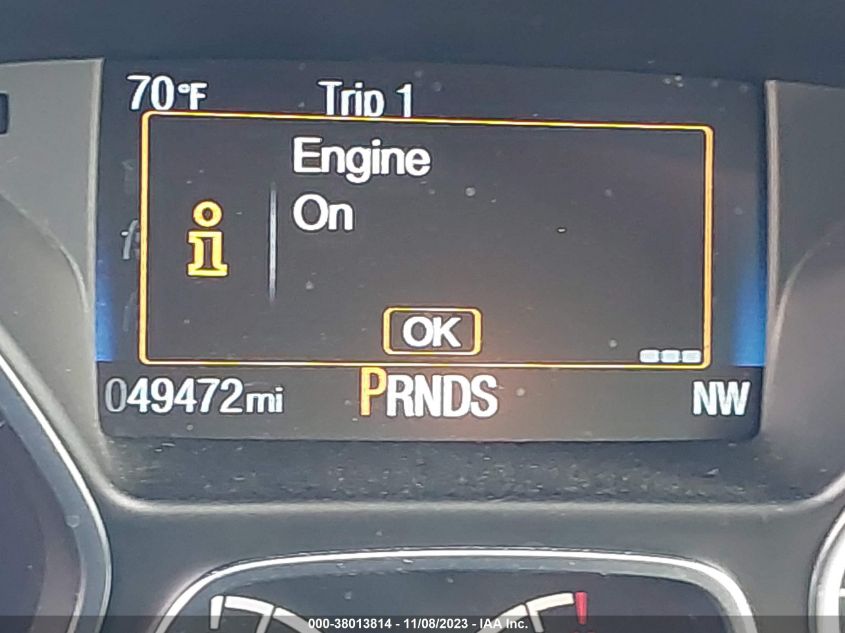 70°F Trip 1
Engine
On
OK
049472mi PRNDS NW
000-38013814 - 11/08/2023 - IAA Inc.